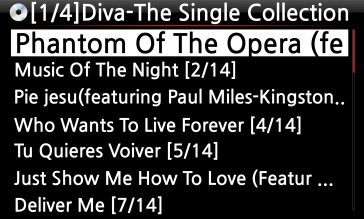 [1/4]Diva-The Single Collection
Phantom Of The Opera (fe
Music Of The Night [2/14]
Pie jesu(featuring Paul Miles-Kingston..
Who Wants To Live Forever [4/14]
Tu Quieres Voiver [5/14]
Just Show Me How To Love (Featur ...
Deliver Me [7/14]